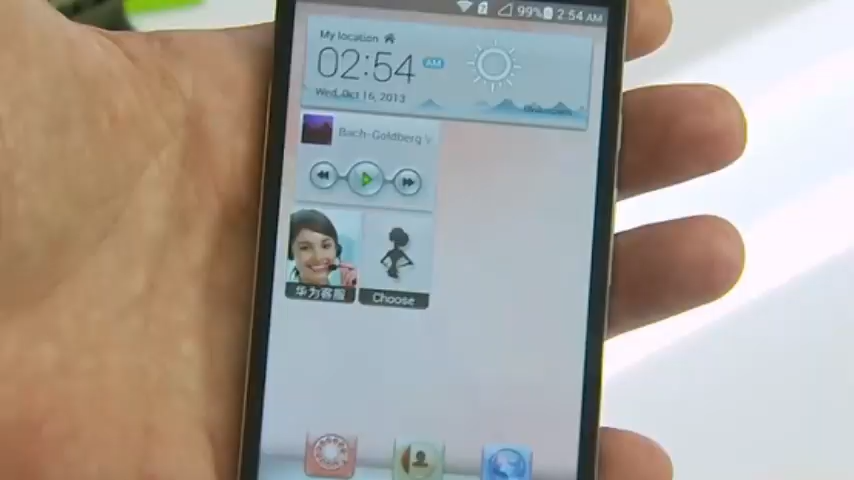 99% 2:54 AM
My location
02:54 AM
Wed, Oct 16, 2013
Bach-Goldberg V
华为客服
Choose